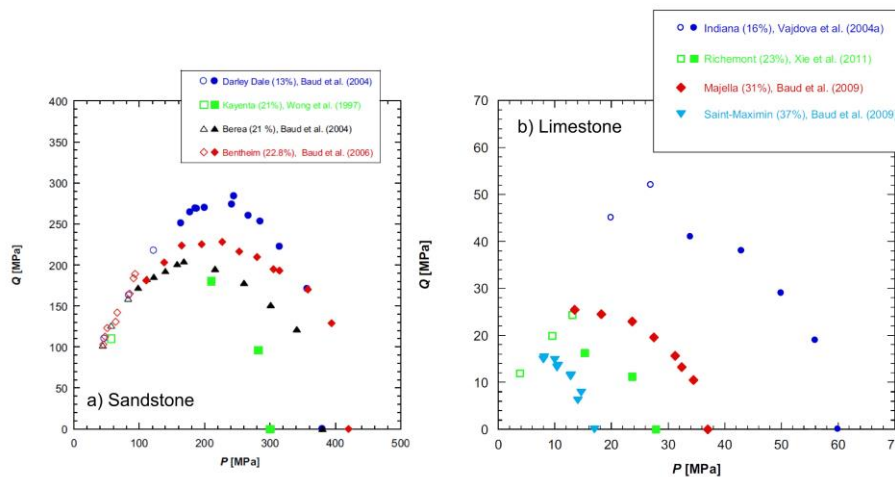 Indiana (16%), Vajdova et al. (2004a)
Richemont (23%), Xie et al. (2011)
Majella (31%), Baud et al. (2009)
Saint-Maximin (37%), Baud et al. (2009
Darley Dale (13%), Baud et al. (2004)
Kayenta (21%), Wong et al. (1997)
Berea (21 %), Baud et al. (2004)
Bentheim (22.8%), Baud et al. (2006)
400
350
300
250
200
150
100
50
0
Q [MPa]
a) Sandstone
0 100 200 300 400 500
P [MPa]
70
60
50
40
30
20
10
0
Q [MPa]
b) Limestone
0 10 20 30 40 50 60 7
P [MPa]